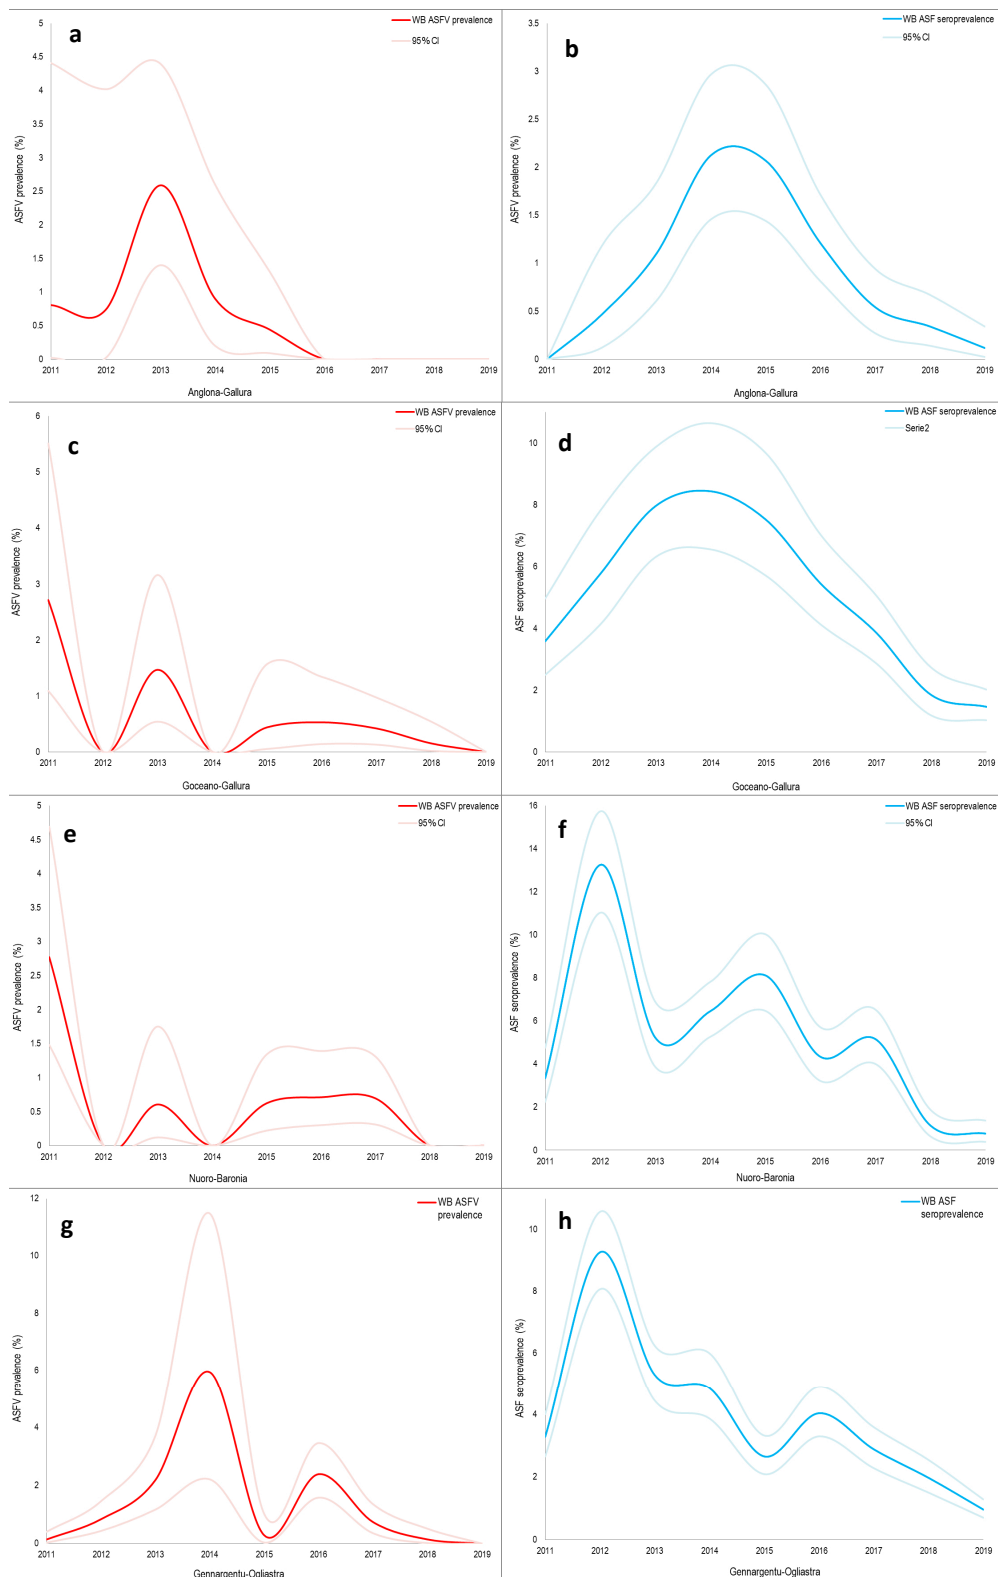 a
WB ASFV prevalence
95% CI
ASFV prevalence (%)
5
4.5
4
3.5
3
2.5
2
1.5
1
0.5
0
2011 2012 2013 2014 2015 2016 2017 2018 2019
Anglona-Gallura
b
WB ASF seroprevalence
95% CI
ASFV prevalence (%)
3.5
3
2.5
2
1.5
1
0.5
0
2011 2012 2013 2014 2015 2016 2017 2018 2019
Anglona-Gallura
c
WB ASFV prevalence
95% CI
ASFV prevalence (%)
6
5
4
3
2
1
0
2011 2012 2013 2014 2015 2016 2017 2018 2019
Goceano-Gallura
d
WB ASF seroprevalence
Serie2
ASF seroprevalence (%)
10
8
6
4
2
0
2011 2012 2013 2014 2015 2016 2017 2018 2019
Goceano-Gallura
e
WB ASFV prevalence
95% CI
ASFV prevalence (%)
5
4.5
4
3.5
3
2.5
2
1.5
1
0.5
0
2011 2012 2013 2014 2015 2016 2017 2018 2019
Nuoro-Baronia
f
WB ASF seroprevalence
95% CI
ASF seroprevalence (%)
16
14
12
10
8
6
4
2
0
2011 2012 2013 2014 2015 2016 2017 2018 2019
Nuoro-Baronia
g
WB ASFV
prevalence
ASFV prevalence (%)
12
10
8
6
4
2
0
2011 2012 2013 2014 2015 2016 2017 2018 2019
Gennargentu-Ogliastra
h
WB ASF
seroprevalence
ASF seroprevalence (%)
10
8
6
4
2
0
2011 2012 2013 2014 2015 2016 2017 2018 2019
Gennargentu-Ogliastra